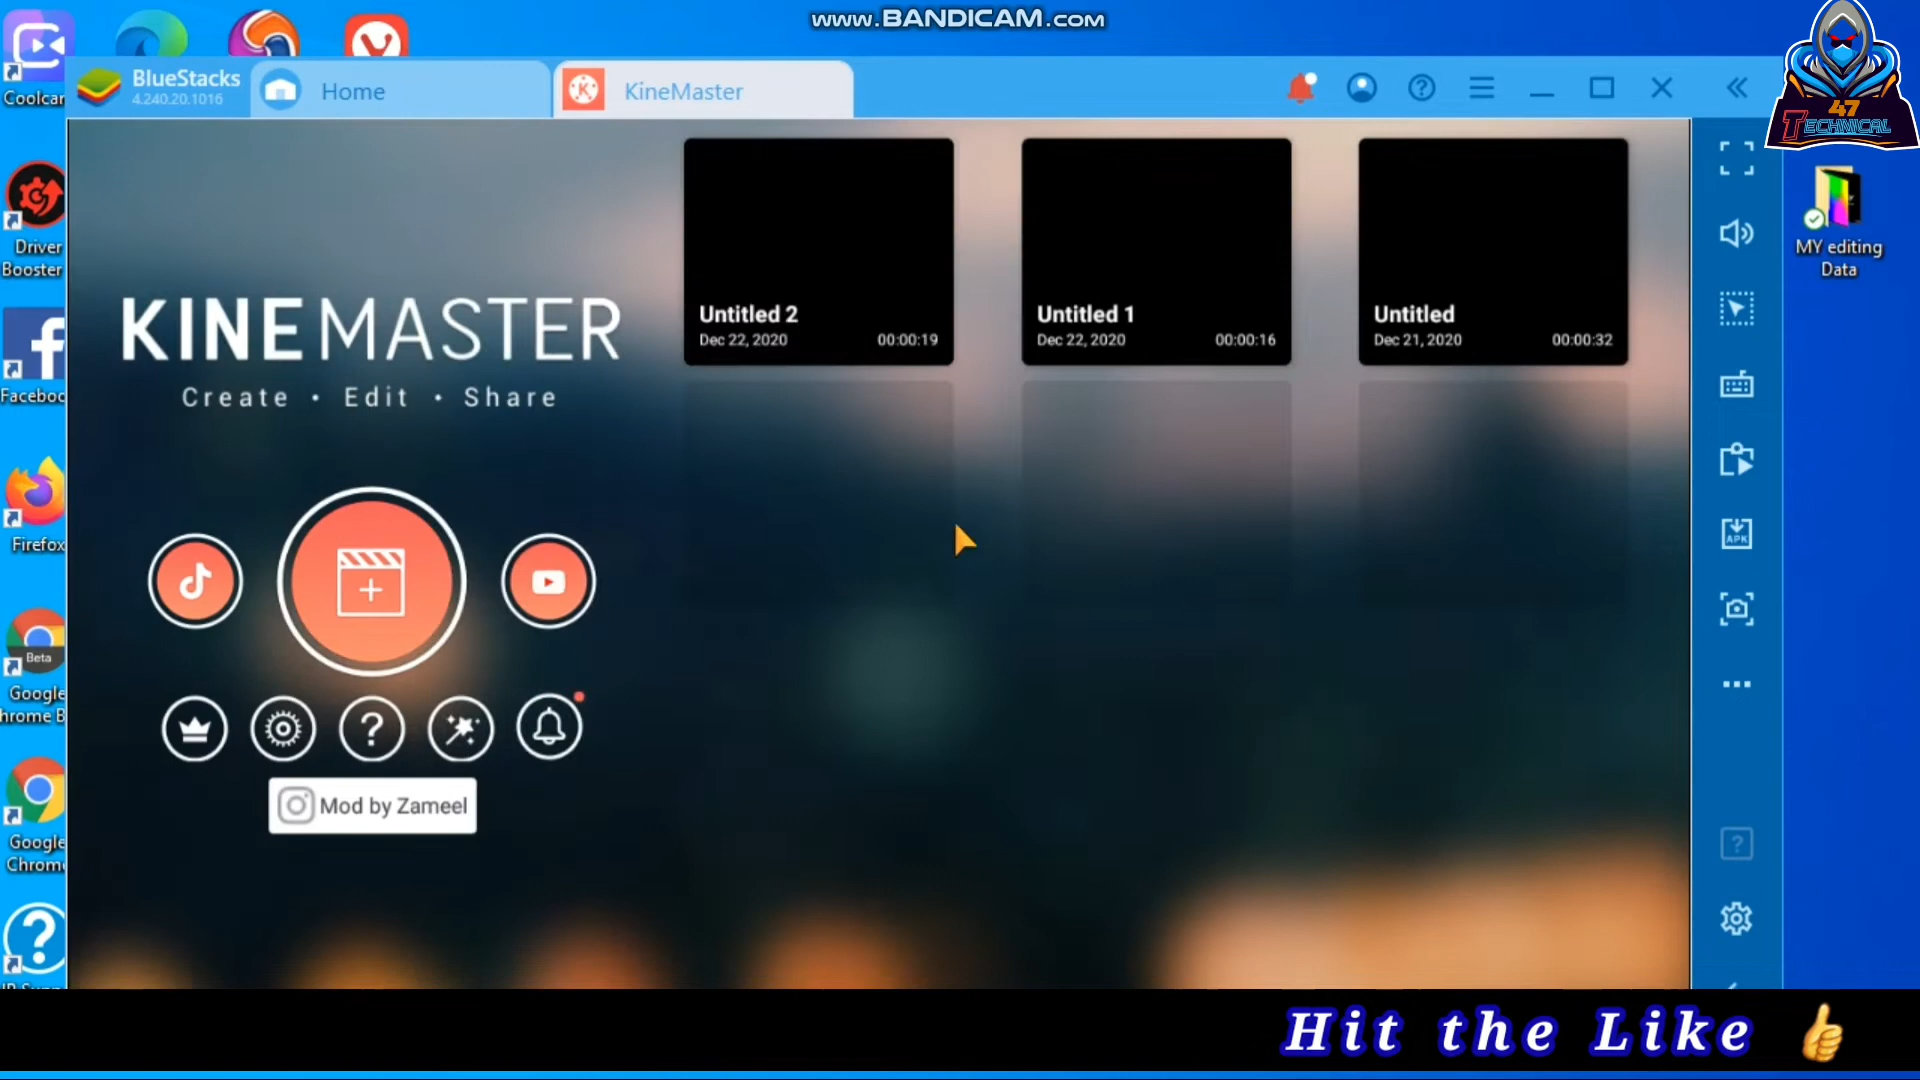 www.BANDICAM.com
BlueStacks
4.240.20.1016
Home
KineMaster
47
TECHNICAL
Coolcar
Driver
Booster
Faceboo
Firefox
Beta
Google
hrome B
Google
Chrome
MY editing
Data
KINEMASTER
Create • Edit • Share
Untitled 2
Dec 22, 2020 00:00:19
Untitled 1
Dec 22, 2020 00:00:16
Untitled
Dec 21, 2020 00:00:32
Mod by Zameel
APK
Hit the Like